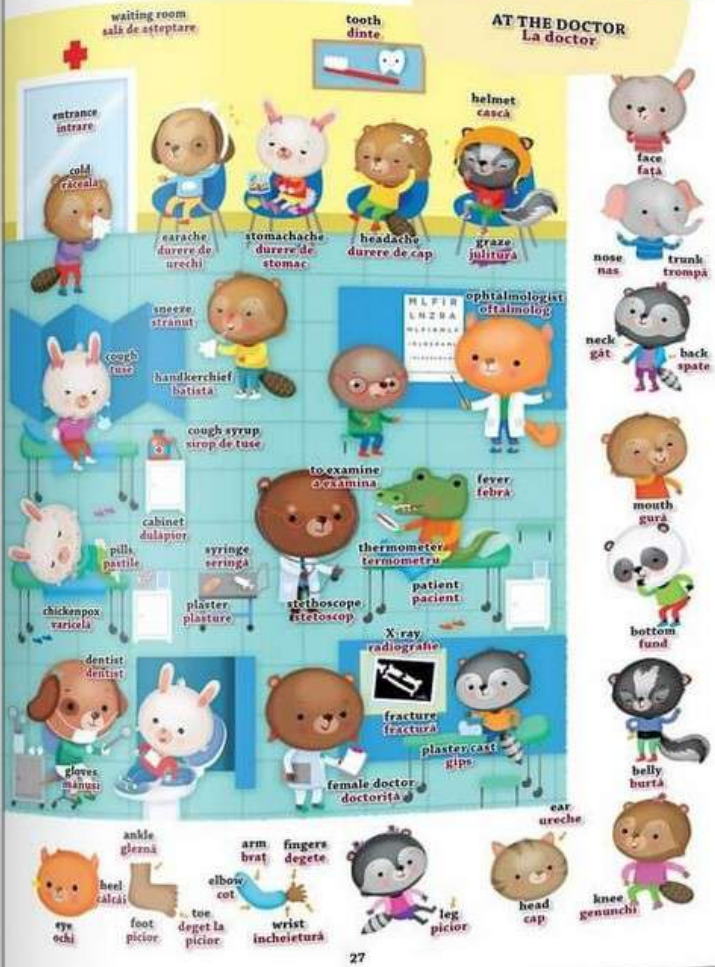 waiting room
sală de așteptare
tooth
dinte
AT THE DOCTOR
La doctor
entrance
intrare
helmet
cască
cold
răceală
earache
durere de
urechi
stomachache
durere de
stomac
headache
durere de cap
graze
julitură
face
față
nose
nas
trunk
trompă
sneeze
strănut
MLFIR
LNZRA
ophtalmologist
oftalmolog
cough
tuse
handkerchief
batistă
neck
gât
back
spate
cough syrup
sirop de tuse
to examine
a examina
fever
febră
mouth
gură
cabinet
dulăpior
pills
pastile
syringe
seringă
thermometer
termometru
chickenpox
varicelă
plaster
plasture
stethoscope
stetoscop
patient
pacient
bottom
fund
X-ray
radiografie
dentist
dentist
fracture
fractură
plaster cast
gips
gloves
mănuși
female doctor
doctoriță
belly
burtă
ear
ureche
ankle
gleznă
arm
braț
fingers
degete
heel
călcâi
elbow
cot
eye
ochi
foot
picior
toe
deget la
picior
wrist
încheietură
leg
picior
head
cap
knee
genunchi
27